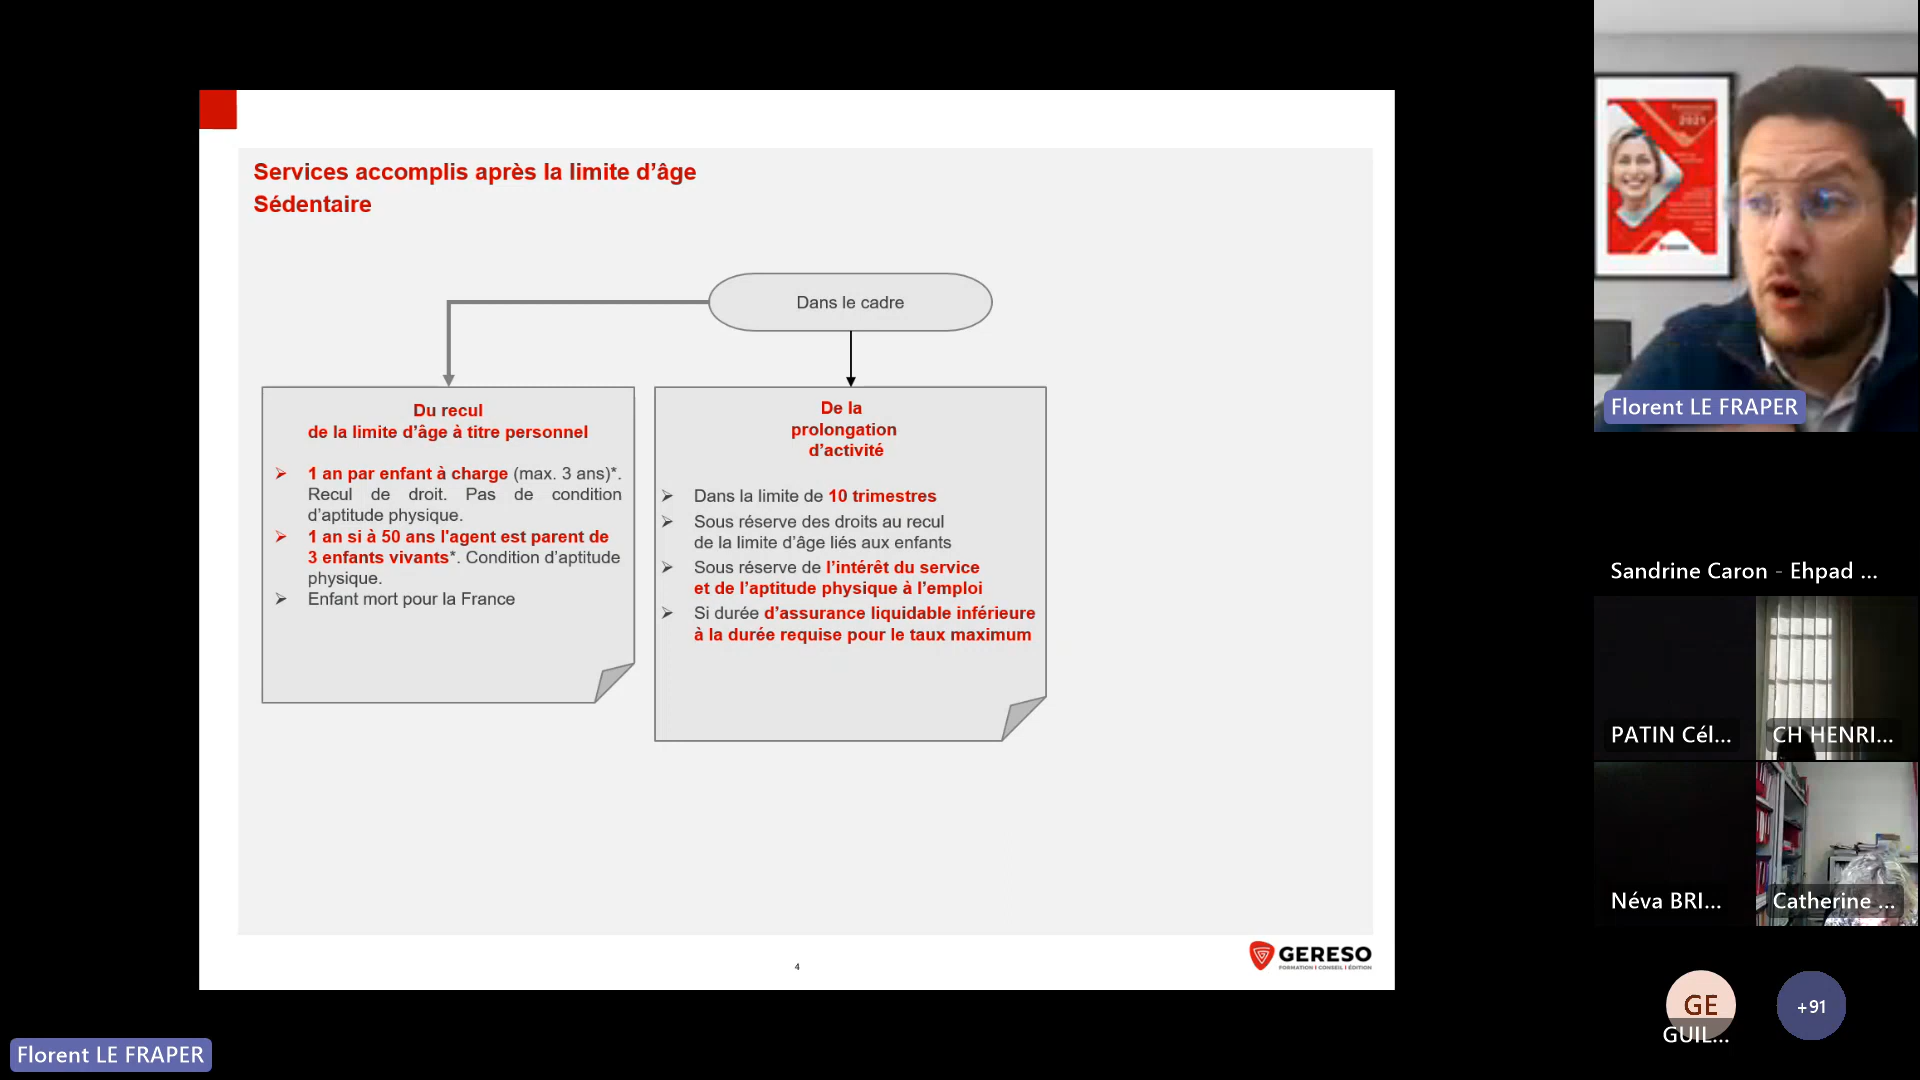 Services accomplis après la limite d’âge
Sédentaire
Dans le cadre
Du recul
de la limite d’âge à titre personnel
➢ 1 an par enfant à charge (max. 3 ans)*.
Recul de droit. Pas de condition
d’aptitude physique.
➢ 1 an si à 50 ans l'agent est parent de
3 enfants vivants*. Condition d’aptitude
physique.
➢ Enfant mort pour la France
De la
prolongation
d’activité
➢ Dans la limite de 10 trimestres
➢ Sous réserve des droits au recul
de la limite d’âge liés aux enfants
➢ Sous réserve de l’intérêt du service
et de l’aptitude physique à l’emploi
➢ Si durée d’assurance liquidable inférieure
à la durée requise pour le taux maximum
4
GERESO
FORMATION I CONSEIL I ÉDITION
2021
Florent LE FRAPER
Sandrine Caron - Ehpad ...
PATIN Cél...
CH HENRI...
Néva BRI...
Catherine ...
GE
GUIL...
+91
Florent LE FRAPER